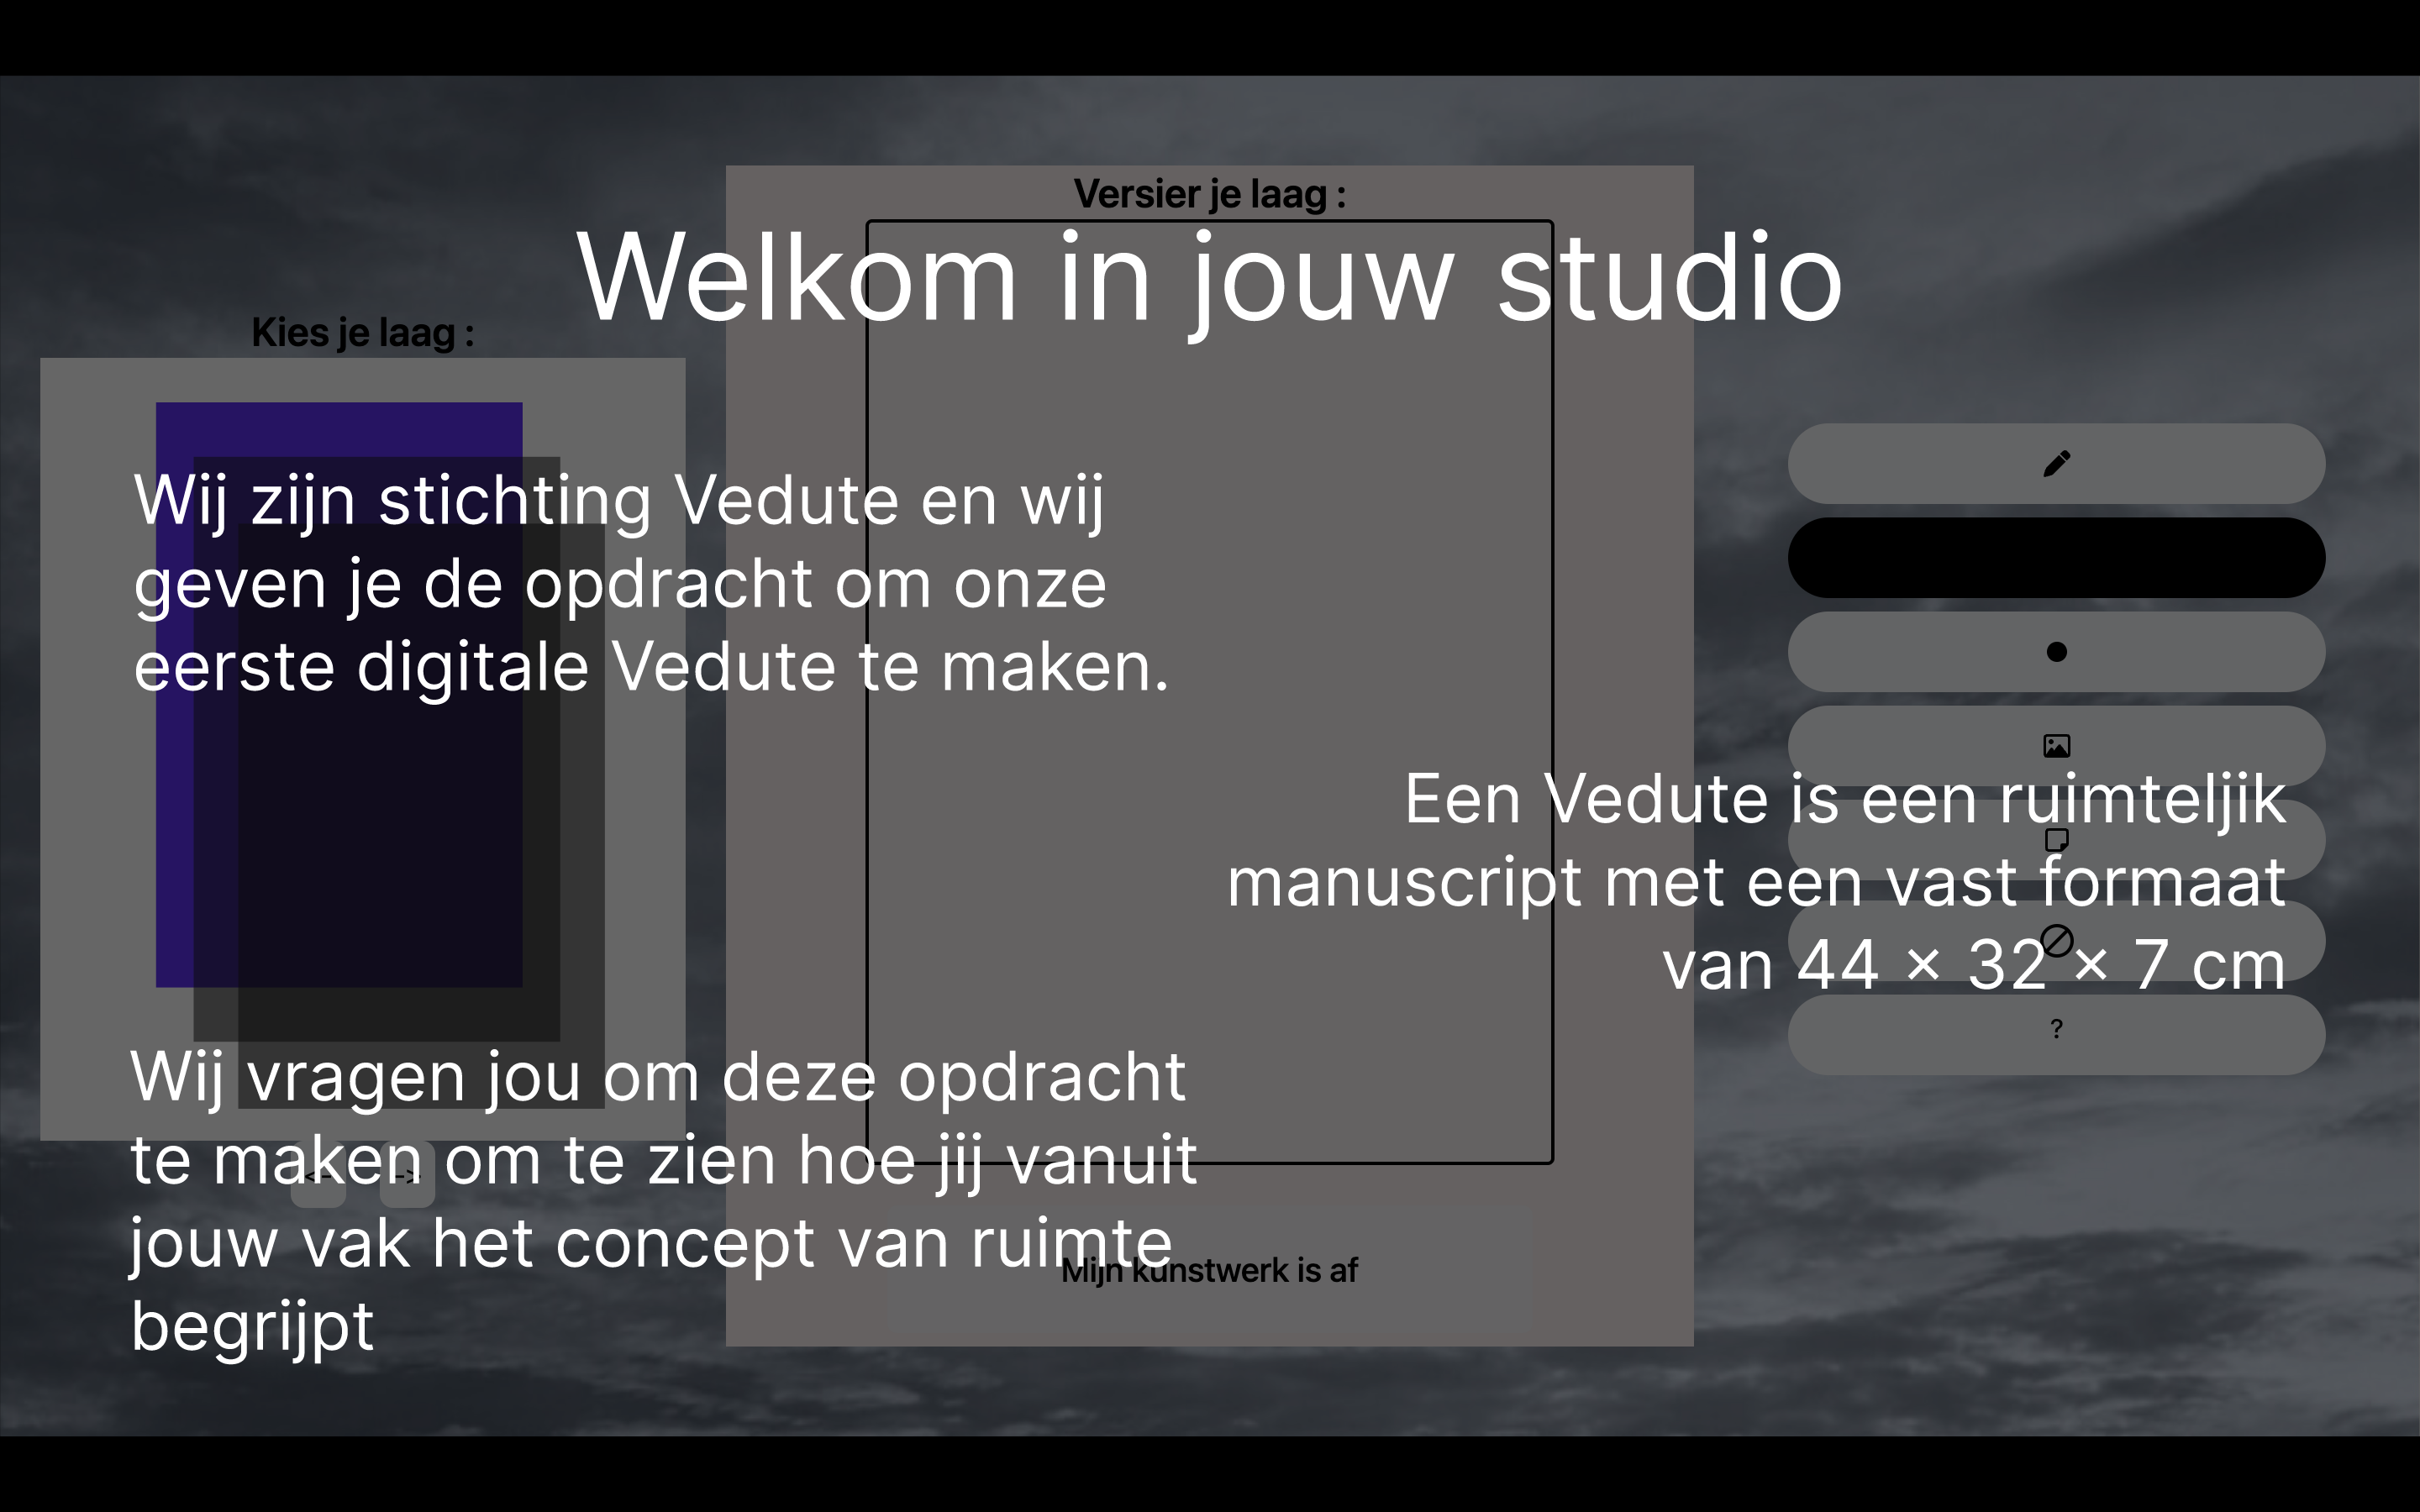 Versier je laag :
Welkom in jouw studio
Kies je laag :
Wij zijn stichting Vedute en wij
geven je de opdracht om onze
eerste digitale Vedute te maken.
Een Vedute is een ruimteljik
manuscript met een vast formaat
van 44 × 32 × 7 cm
?
Wij vragen jou om deze opdracht
te maken om te zien hoe jij vanuit
<- ->
jouw vak het concept van ruimte
begrijpt
Mijn kunstwerk is af